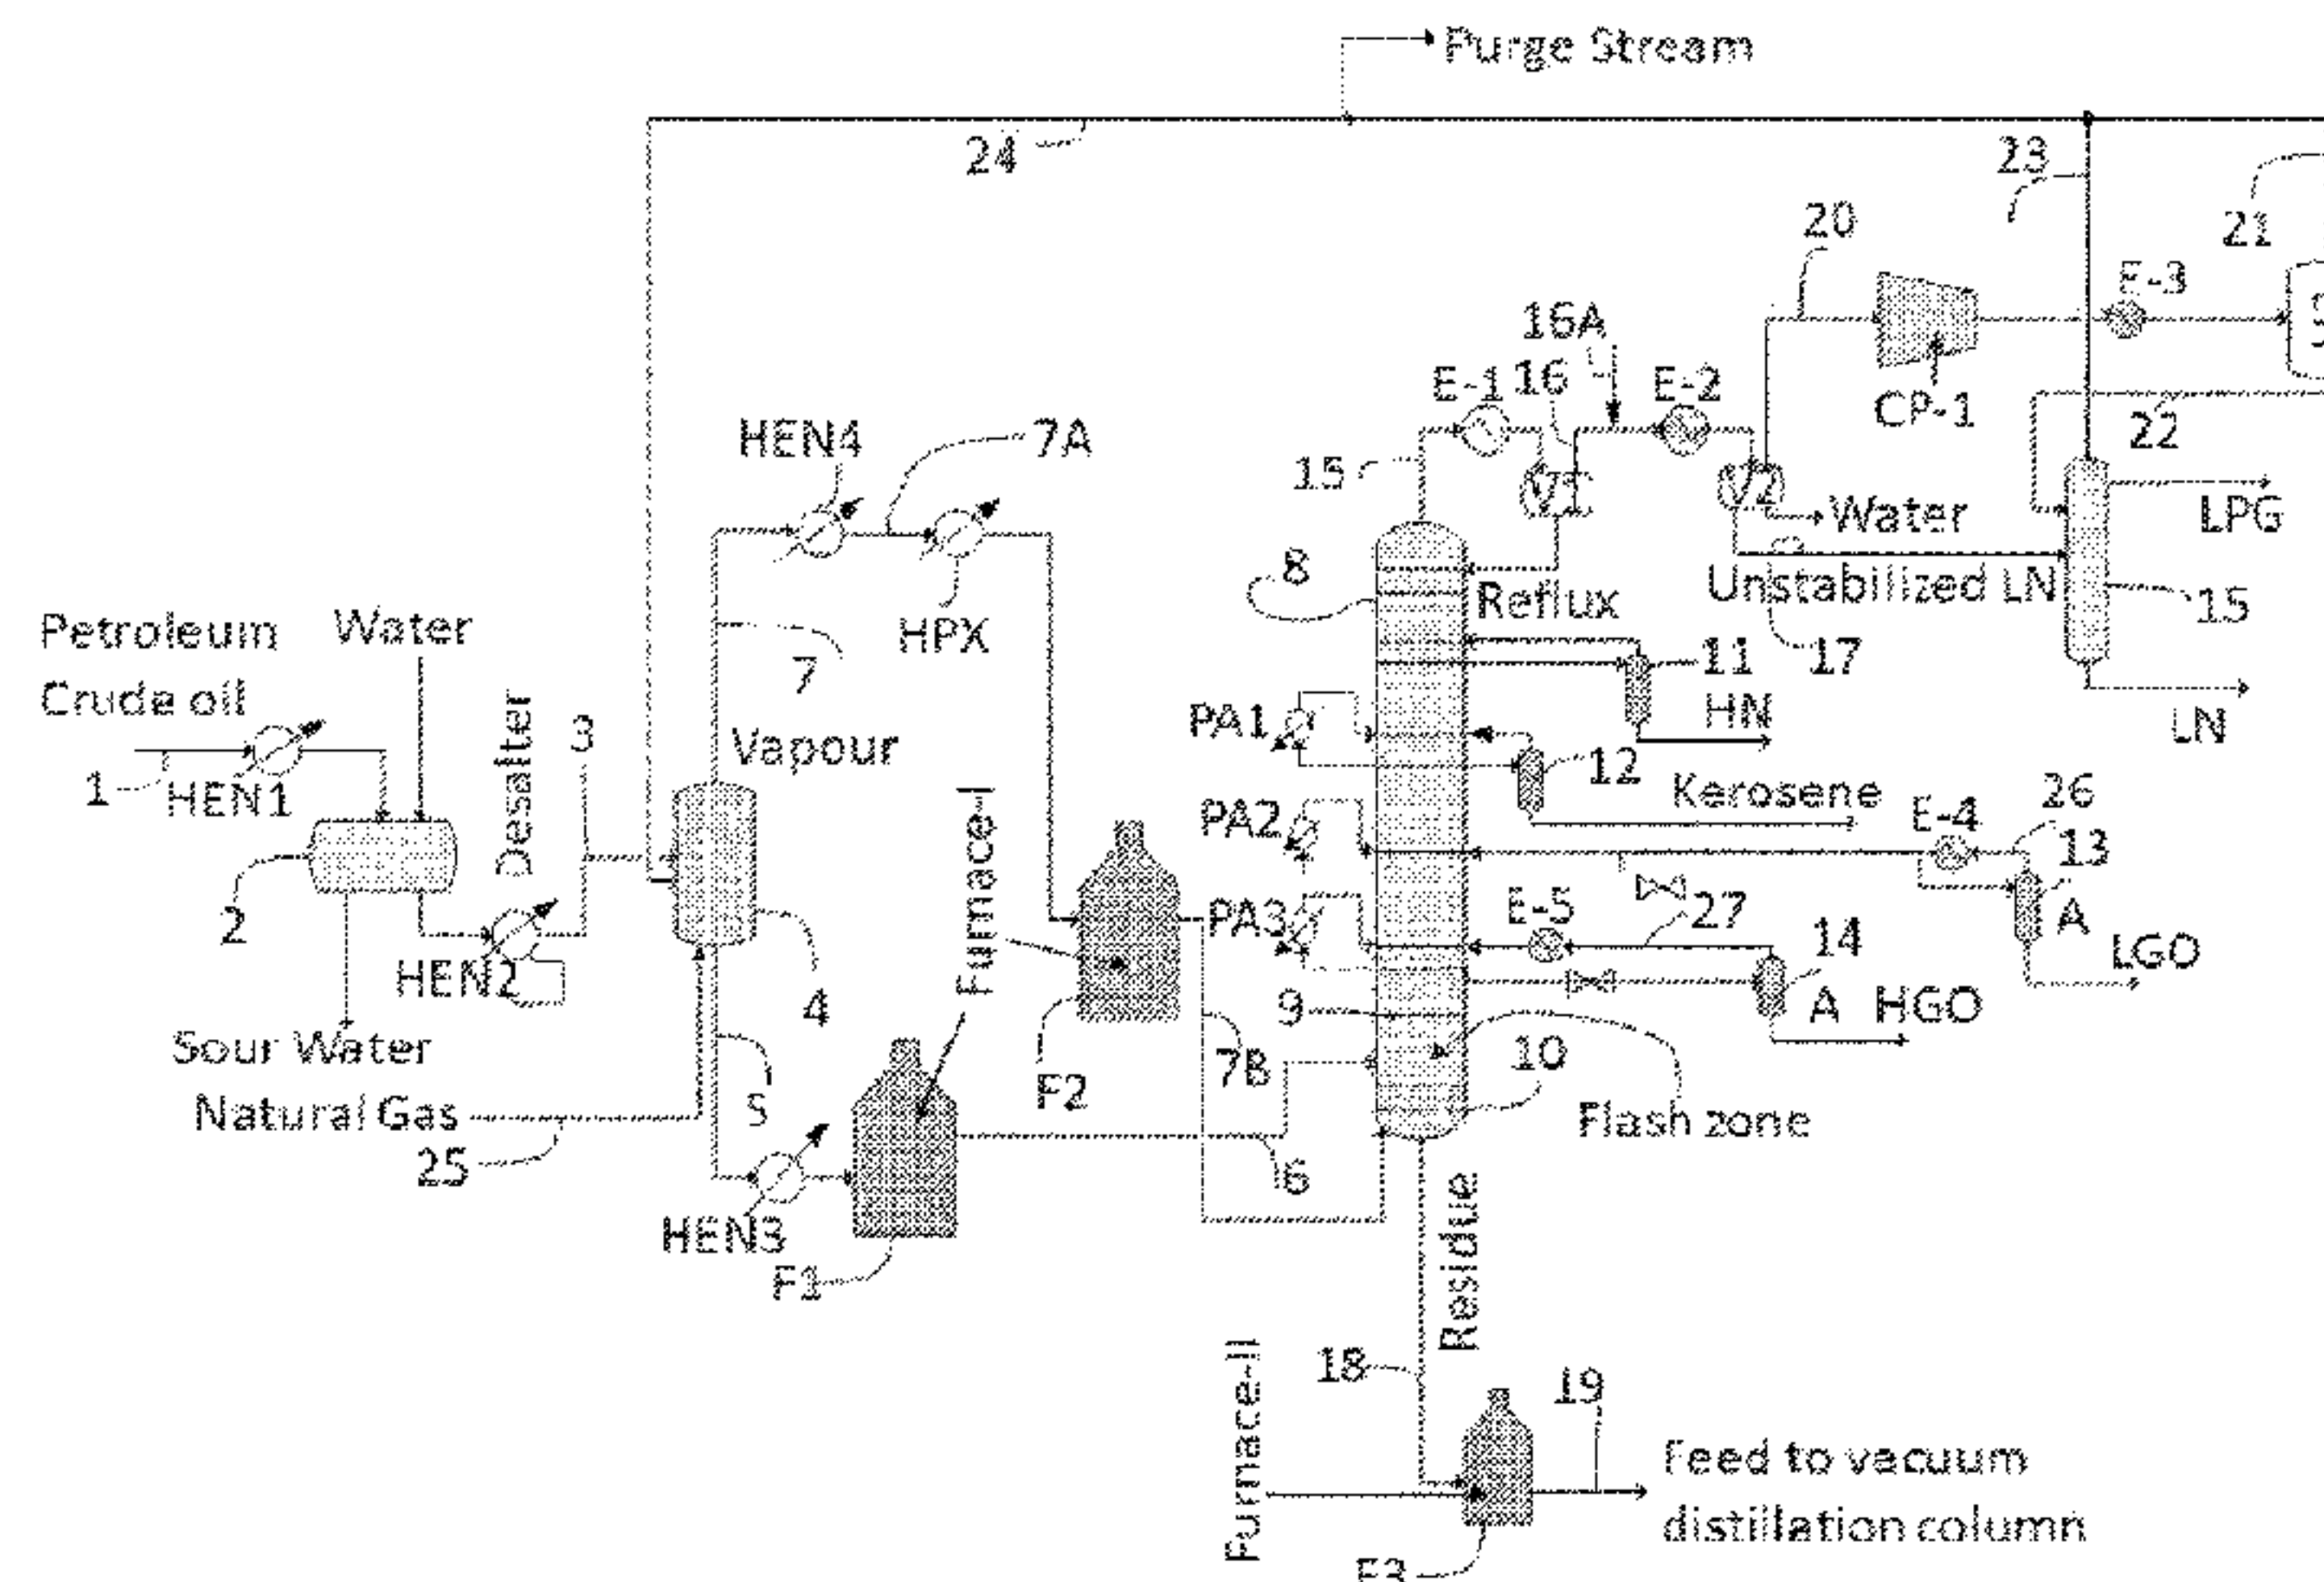 Purge Stream
24
23
21
20
E-3
16A
E-1
16
E-2
CP-1
22
HEN4
7A
15
V1
V2
Water
LPG
8
Reflux
Unstabilized LN
15
Petroleum
Crude oil
Water
HPX
7
11
17
HN
LN
Desalter
3
Vapour
PA1
12
1
HEN1
Kerosene
26
Furnace-I
PA2
E-4
13
2
PA3
E-5
27
A
14
LGO
HEN2
4
9
A
HGO
Sour Water
7B
10
Natural Gas
5
F2
Flash zone
25
6
HEN3
F1
Residue
Furnace-II
18
19
Feed to vacuum
distillation column
F3